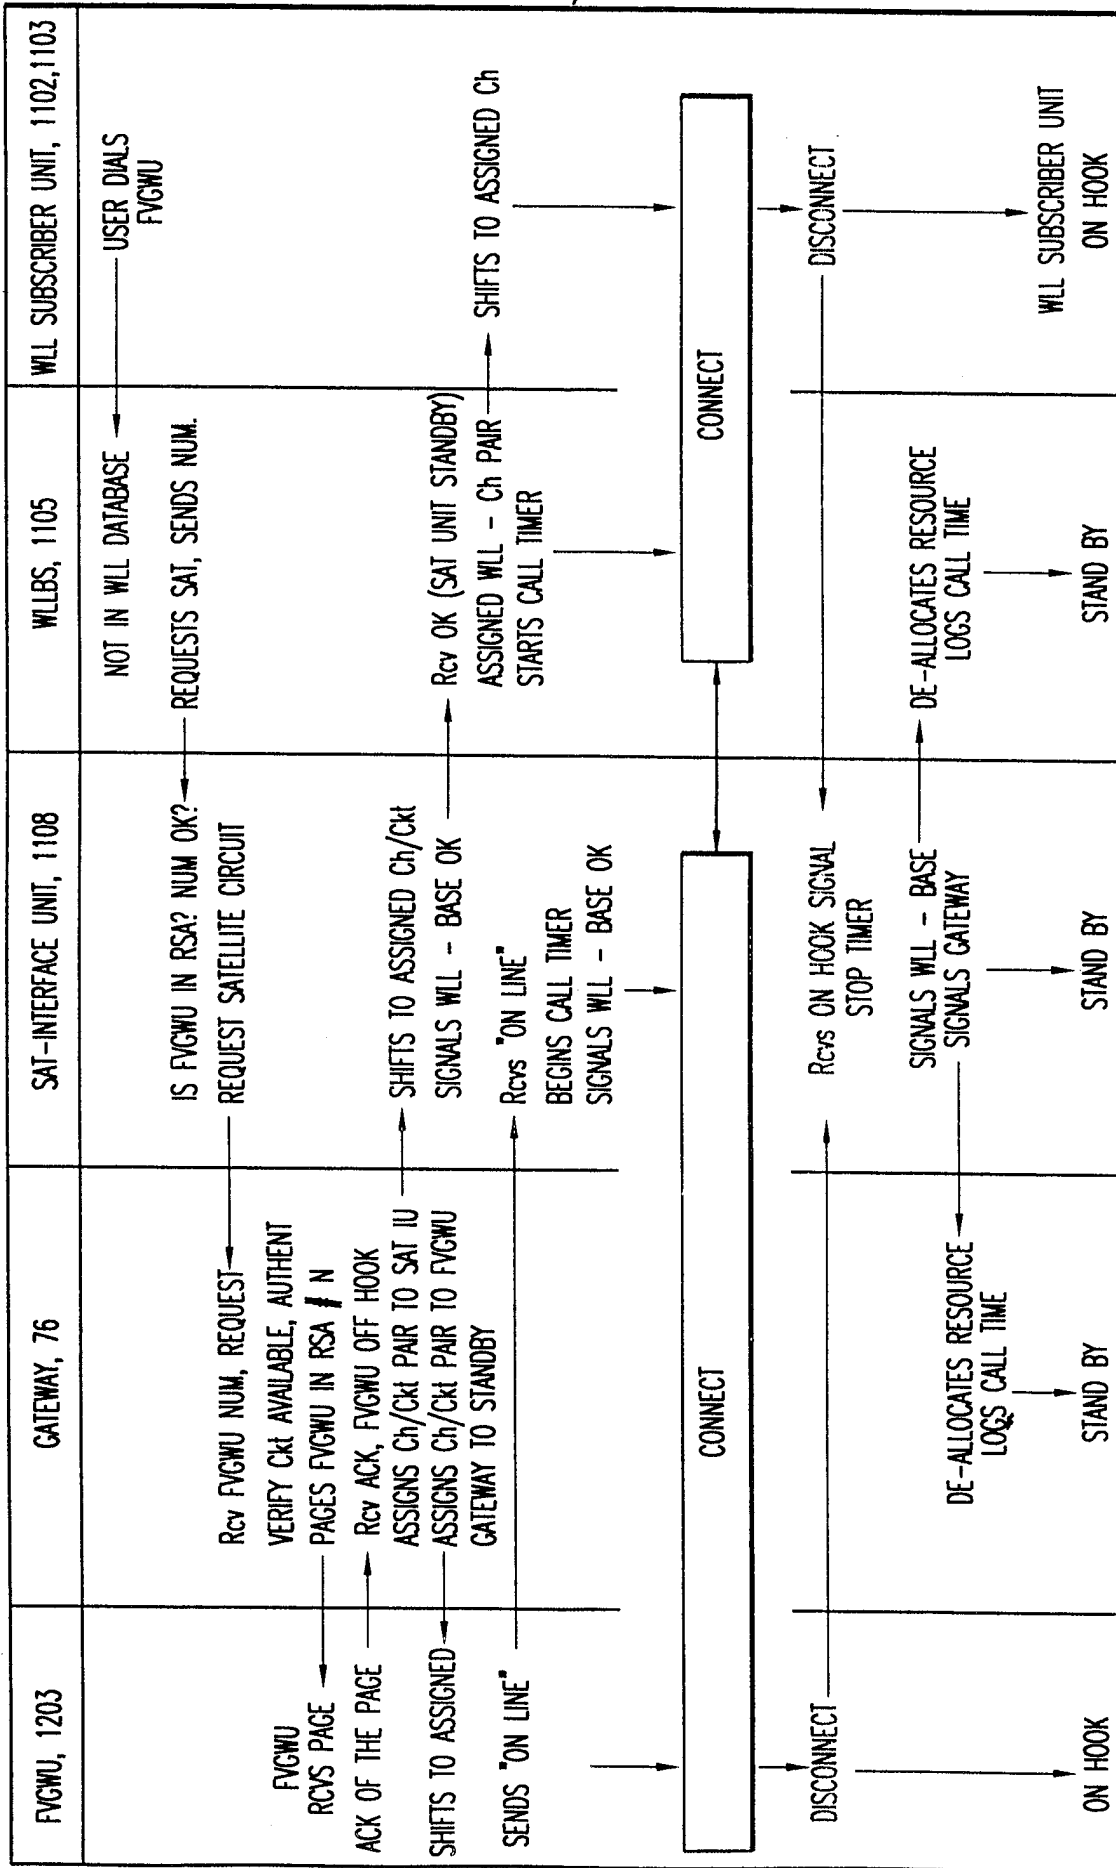 FVGWU, 1203
GATEWAY, 76
SAT-INTERFACE UNIT, 1108
WLLBS, 1105
WLL SUBSCRIBER UNIT, 1102,1103
USER DIALS
FVGWU
NOT IN WLL DATABASE
REQUESTS SAT, SENDS NUM.
IS FVGWU IN RSA? NUM OK?
REQUEST SATELLITE CIRCUIT
Rcv FVGWU NUM, REQUEST
VERIFY Ckt AVAILABLE, AUTHENT
PAGES FVGWU IN RSA # N
FVGWU
RCVS PAGE
ACK OF THE PAGE
Rcv ACK, FVGWU OFF HOOK
ASSIGNS Ch/Ckt PAIR TO SAT IU
ASSIGNS Ch/Ckt PAIR TO FVGWU
GATEWAY TO STANDBY
SHIFTS TO ASSIGNED
SHIFTS TO ASSIGNED Ch/Ckt
SIGNALS WLL - BASE OK
Rcv OK (SAT UNIT STANDBY)
ASSIGNED WLL - Ch PAIR
STARTS CALL TIMER
SHIFTS TO ASSIGNED Ch
SENDS "ON LINE"
Rcvs "ON LINE"
BEGINS CALL TIMER
SIGNALS WLL - BASE OK
CONNECT
CONNECT
DISCONNECT
Rcvs ON HOOK SIGNAL
STOP TIMER
DISCONNECT
SIGNALS WLL - BASE
SIGNALS GATEWAY
DE-ALLOCATES RESOURCE
LOGS CALL TIME
DE-ALLOCATES RESOURCE
LOGS CALL TIME
ON HOOK
STAND BY
STAND BY
STAND BY
WLL SUBSCRIBER UNIT
ON HOOK